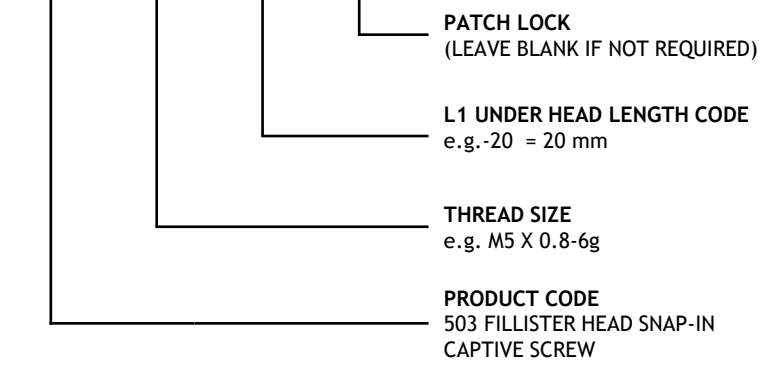 PATCH LOCK
(LEAVE BLANK IF NOT REQUIRED)
L1 UNDER HEAD LENGTH CODE
e.g.-20 = 20 mm
THREAD SIZE
e.g. M5 X 0.8-6g
PRODUCT CODE
503 FILLISTER HEAD SNAP-IN
CAPTIVE SCREW